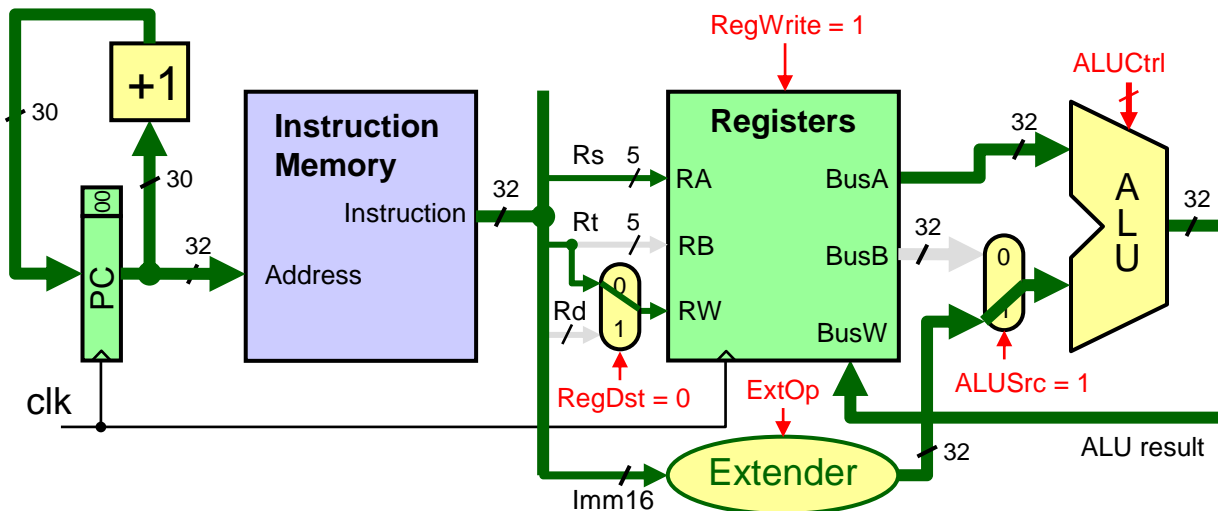 RegWrite = 1
ALUCtrl
+1
30
30
00
PC
32
Instruction
Memory
Instruction
Address
32
Registers
Rs
5
RA
BusA
32
Rt
5
RB
BusB
32
Rd
0
1
RW
BusW
0
1
A
L
U
32
RegDst = 0
ExtOp
ALUSrc = 1
clk
ALU result
Imm16
Extender
32